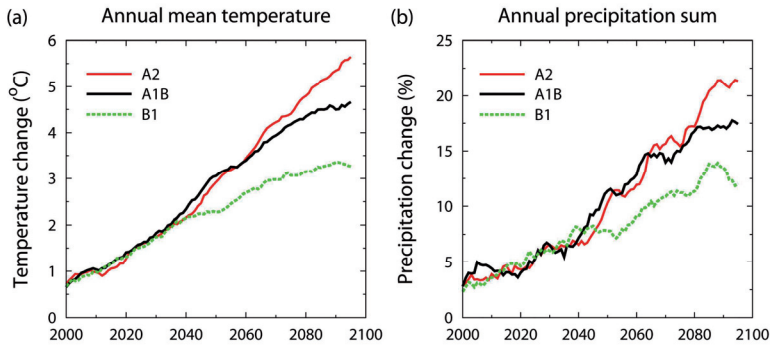 (a) Annual mean temperature
Temperature change (°C)
6
5
4
3
2
1
0
A2
A1B
B1
2000 2020 2040 2060 2080 2100
(b) Annual precipitation sum
Precipitation change (%)
25
20
15
10
5
0
A2
A1B
B1
2000 2020 2040 2060 2080 2100